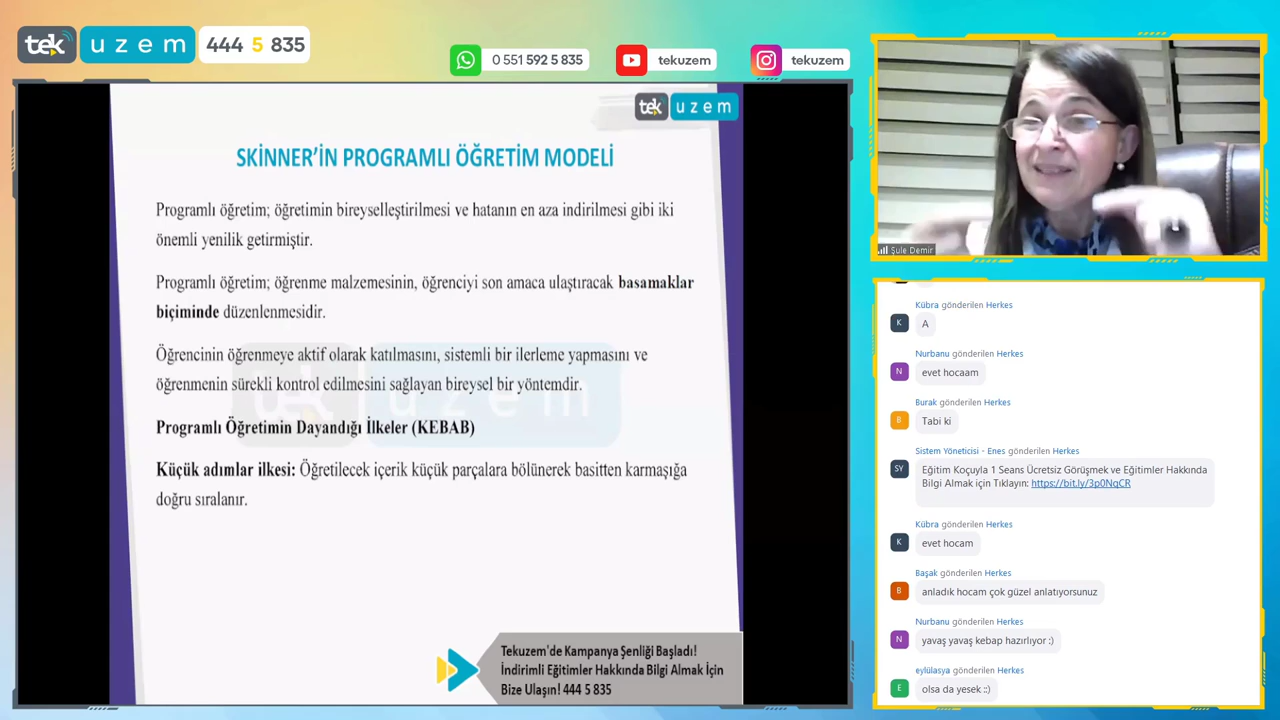 tek uzem 444 5 835
0 551 592 5 835
tekuzem
tekuzem
tek uzem
SKİNNER'İN PROGRAMLI ÖĞRETİM MODELİ
Programlı öğretim; öğretimin bireyselleştirilmesi ve hatanın en aza indirilmesi gibi iki
önemli yenilik getirmiştir.
Programlı öğretim; öğrenme malzemesinin, öğrenciyi son amaca ulaştıracak basamaklar
biçiminde düzenlenmesidir.
Öğrencinin öğrenmeye aktif olarak katılmasını, sistemli bir ilerleme yapmasını ve
öğrenmenin sürekli kontrol edilmesini sağlayan bireysel bir yöntemdir.
tek uzem
Programlı Öğretimin Dayandığı İlkeler (KEBAB)
Küçük adımlar ilkesi: Öğretilecek içerik küçük parçalara bölünerek basitten karmaşığa
doğru sıralanır.
Tekuzem'de Kampanya Şenliği Başladı!
İndirimli Eğitimler Hakkında Bilgi Almak İçin
Bize Ulaşın! 444 5 835
Şule Demir
Kübra gönderilen Herkes
K
A
Nurbanu gönderilen Herkes
N
evet hocaam
Burak gönderilen Herkes
B
Tabi ki
Sistem Yöneticisi - Enes gönderilen Herkes
SY
Eğitim Koçuyla 1 Seans Ücretsiz Görüşmek ve Eğitimler Hakkında
Bilgi Almak için Tıklayın: https://bit.ly/3p0NqCR
Kübra gönderilen Herkes
K
evet hocam
Başak gönderilen Herkes
B
anladık hocam çok güzel anlatıyorsunuz
Nurbanu gönderilen Herkes
N
yavaş yavaş kebap hazırlıyor :)
eylülasya gönderilen Herkes
E
olsa da yesek ::)